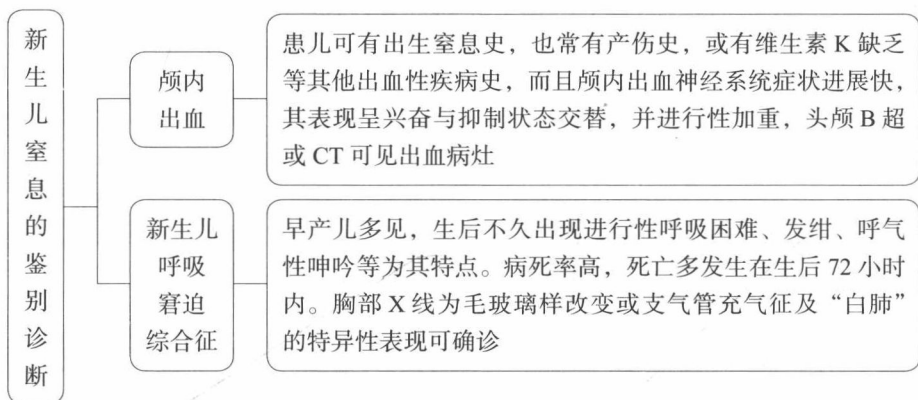 新生儿窒息的鉴别诊断
颅内
出血
患儿可有出生窒息史，也常有产伤史，或有维生素 K 缺乏
等其他出血性疾病史，而且颅内出血神经系统症状进展快，
其表现呈兴奋与抑制状态交替，并进行性加重，头颅 B 超
或 CT 可见出血病灶
新生儿
呼吸
窘迫
综合征
早产儿多见，生后不久出现进行性呼吸困难、发绀、呼气
性呻吟等为其特点。病死率高，死亡多发生在生后 72 小时
内。胸部 X 线为毛玻璃样改变或支气管充气征及“白肺”
的特异性表现可确诊